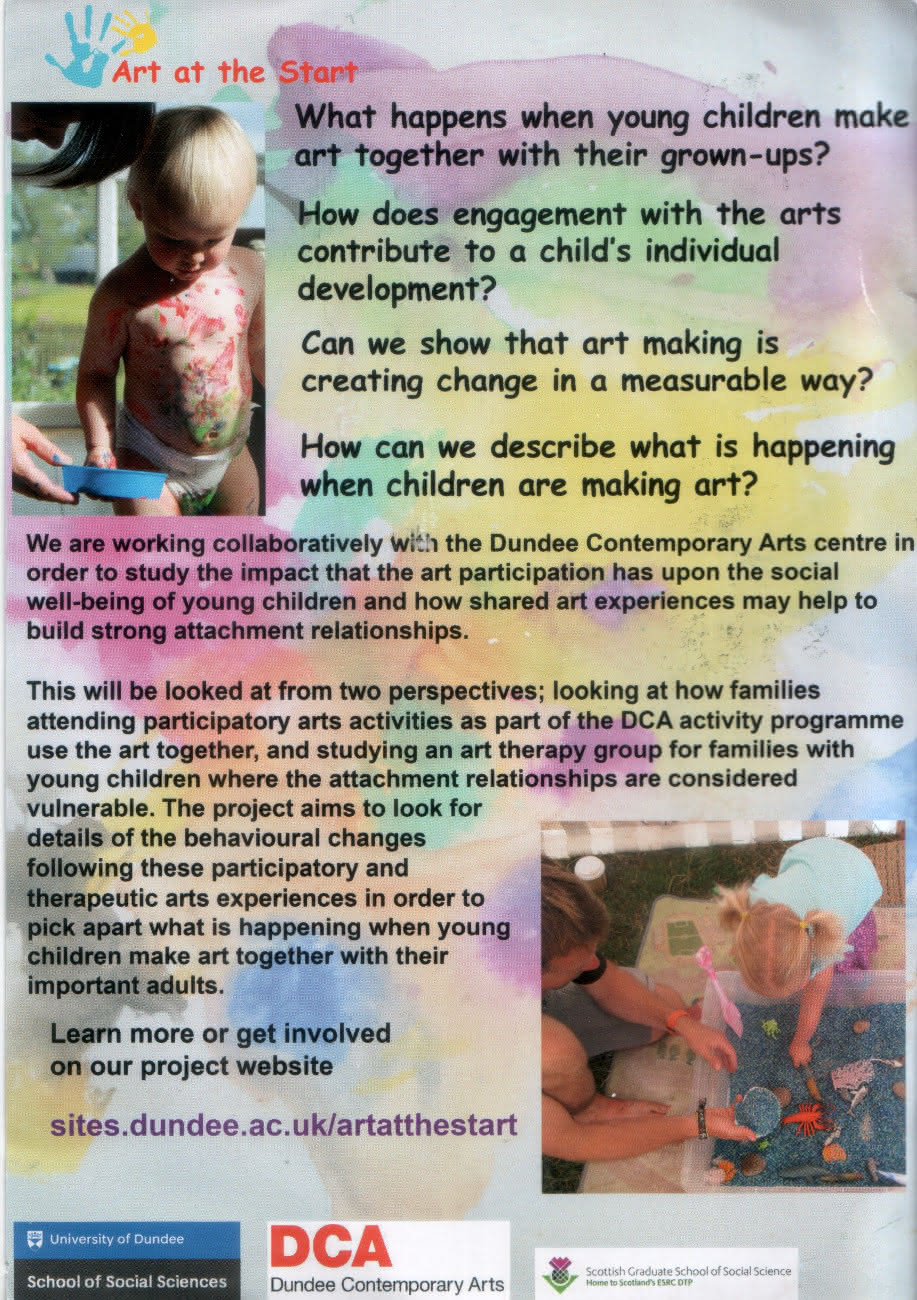 Art at the Start
What happens when young children make
art together with their grown-ups?
How does engagement with the arts
contribute to a child's individual
development?
Can we show that art making is
creating change in a measurable way?
How can we describe what is happening
when children are making art?
We are working collaboratively with the Dundee Contemporary Arts centre in
order to study the impact that the art participation has upon the social
well-being of young children and how shared art experiences may help to
build strong attachment relationships.
This will be looked at from two perspectives; looking at how families
attending participatory arts activities as part of the DCA activity programme
use the art together, and studying an art therapy group for families with
young children where the attachment relationships are considered
vulnerable. The project aims to look for
details of the behavioural changes
following these participatory and
therapeutic arts experiences in order to
pick apart what is happening when young
children make art together with their
important adults.
Learn more or get involved
on our project website
sites.dundee.ac.uk/artatthestart
University of Dundee
School of Social Sciences
DCA
Dundee Contemporary Arts
Scottish Graduate School of Social Science
Home to Scotland's ESRC DTP